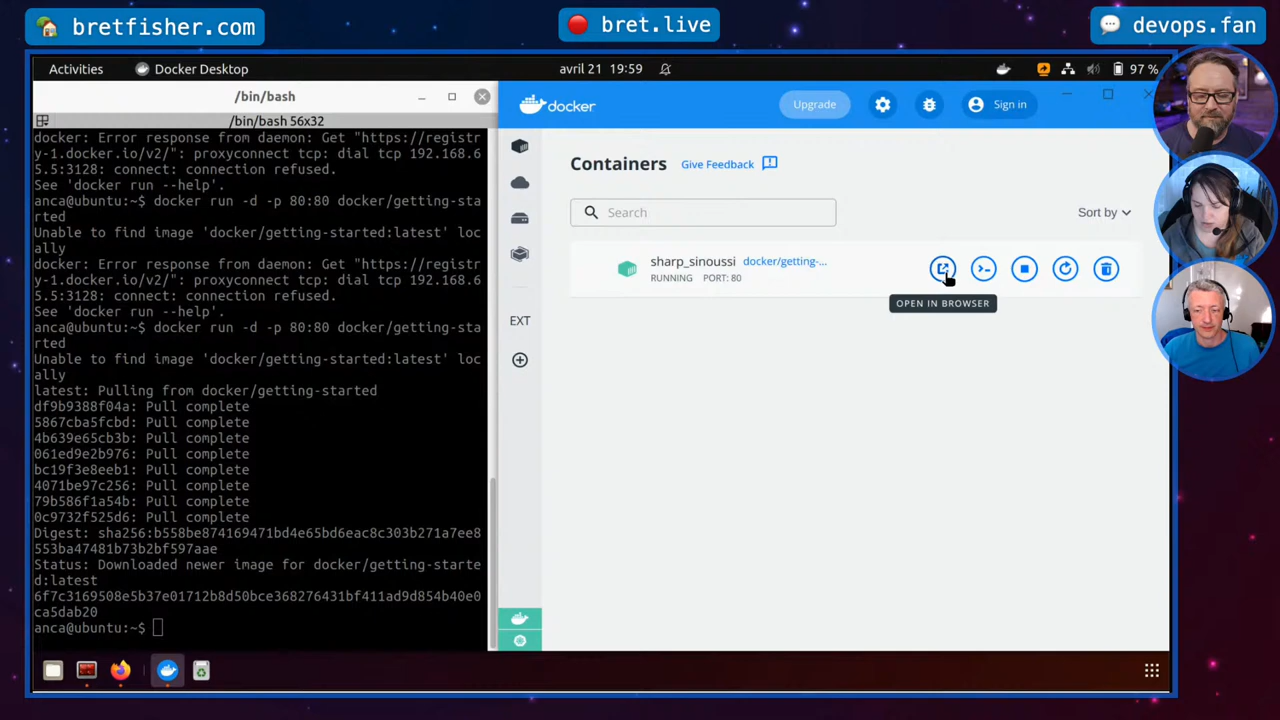 bretfisher.com
bret.live
devops.fan
Activities
Docker Desktop
avril 21 19:59
97 %
/bin/bash
/bin/bash 56x32
docker: Error response from daemon: Get "https://registr
y-1.docker.io/v2/": proxyconnect tcp: dial tcp 192.168.6
5.5:3128: connect: connection refused.
See 'docker run --help'.
anca@ubuntu:~$ docker run -d -p 80:80 docker/getting-sta
rted
Unable to find image 'docker/getting-started:latest' loc
ally
docker: Error response from daemon: Get "https://registr
y-1.docker.io/v2/": proxyconnect tcp: dial tcp 192.168.6
5.5:3128: connect: connection refused.
See 'docker run --help'.
anca@ubuntu:~$ docker run -d -p 80:80 docker/getting-sta
rted
Unable to find image 'docker/getting-started:latest' loc
ally
latest: Pulling from docker/getting-started
df9b9388f04a: Pull complete
5867cba5fcbd: Pull complete
4b639e65cb3b: Pull complete
061ed9e2b976: Pull complete
bc19f3e8eeb1: Pull complete
4071be97c256: Pull complete
79b586f1a54b: Pull complete
0c9732f525d6: Pull complete
Digest: sha256:b558be874169471bd4e65bd6eac8c303b271a7ee8
553ba47481b73b2bf597aae
Status: Downloaded newer image for docker/getting-starte
d:latest
6f7c3169508e5b37e01712b8d50bce368276431bf411ad9d854b40e0
ca5dab20
anca@ubuntu:~$
docker
Upgrade
Sign in
Containers
Give Feedback
Search
Sort by
sharp_sinoussi
docker/getting-...
RUNNING
PORT: 80
OPEN IN BROWSER
EXT